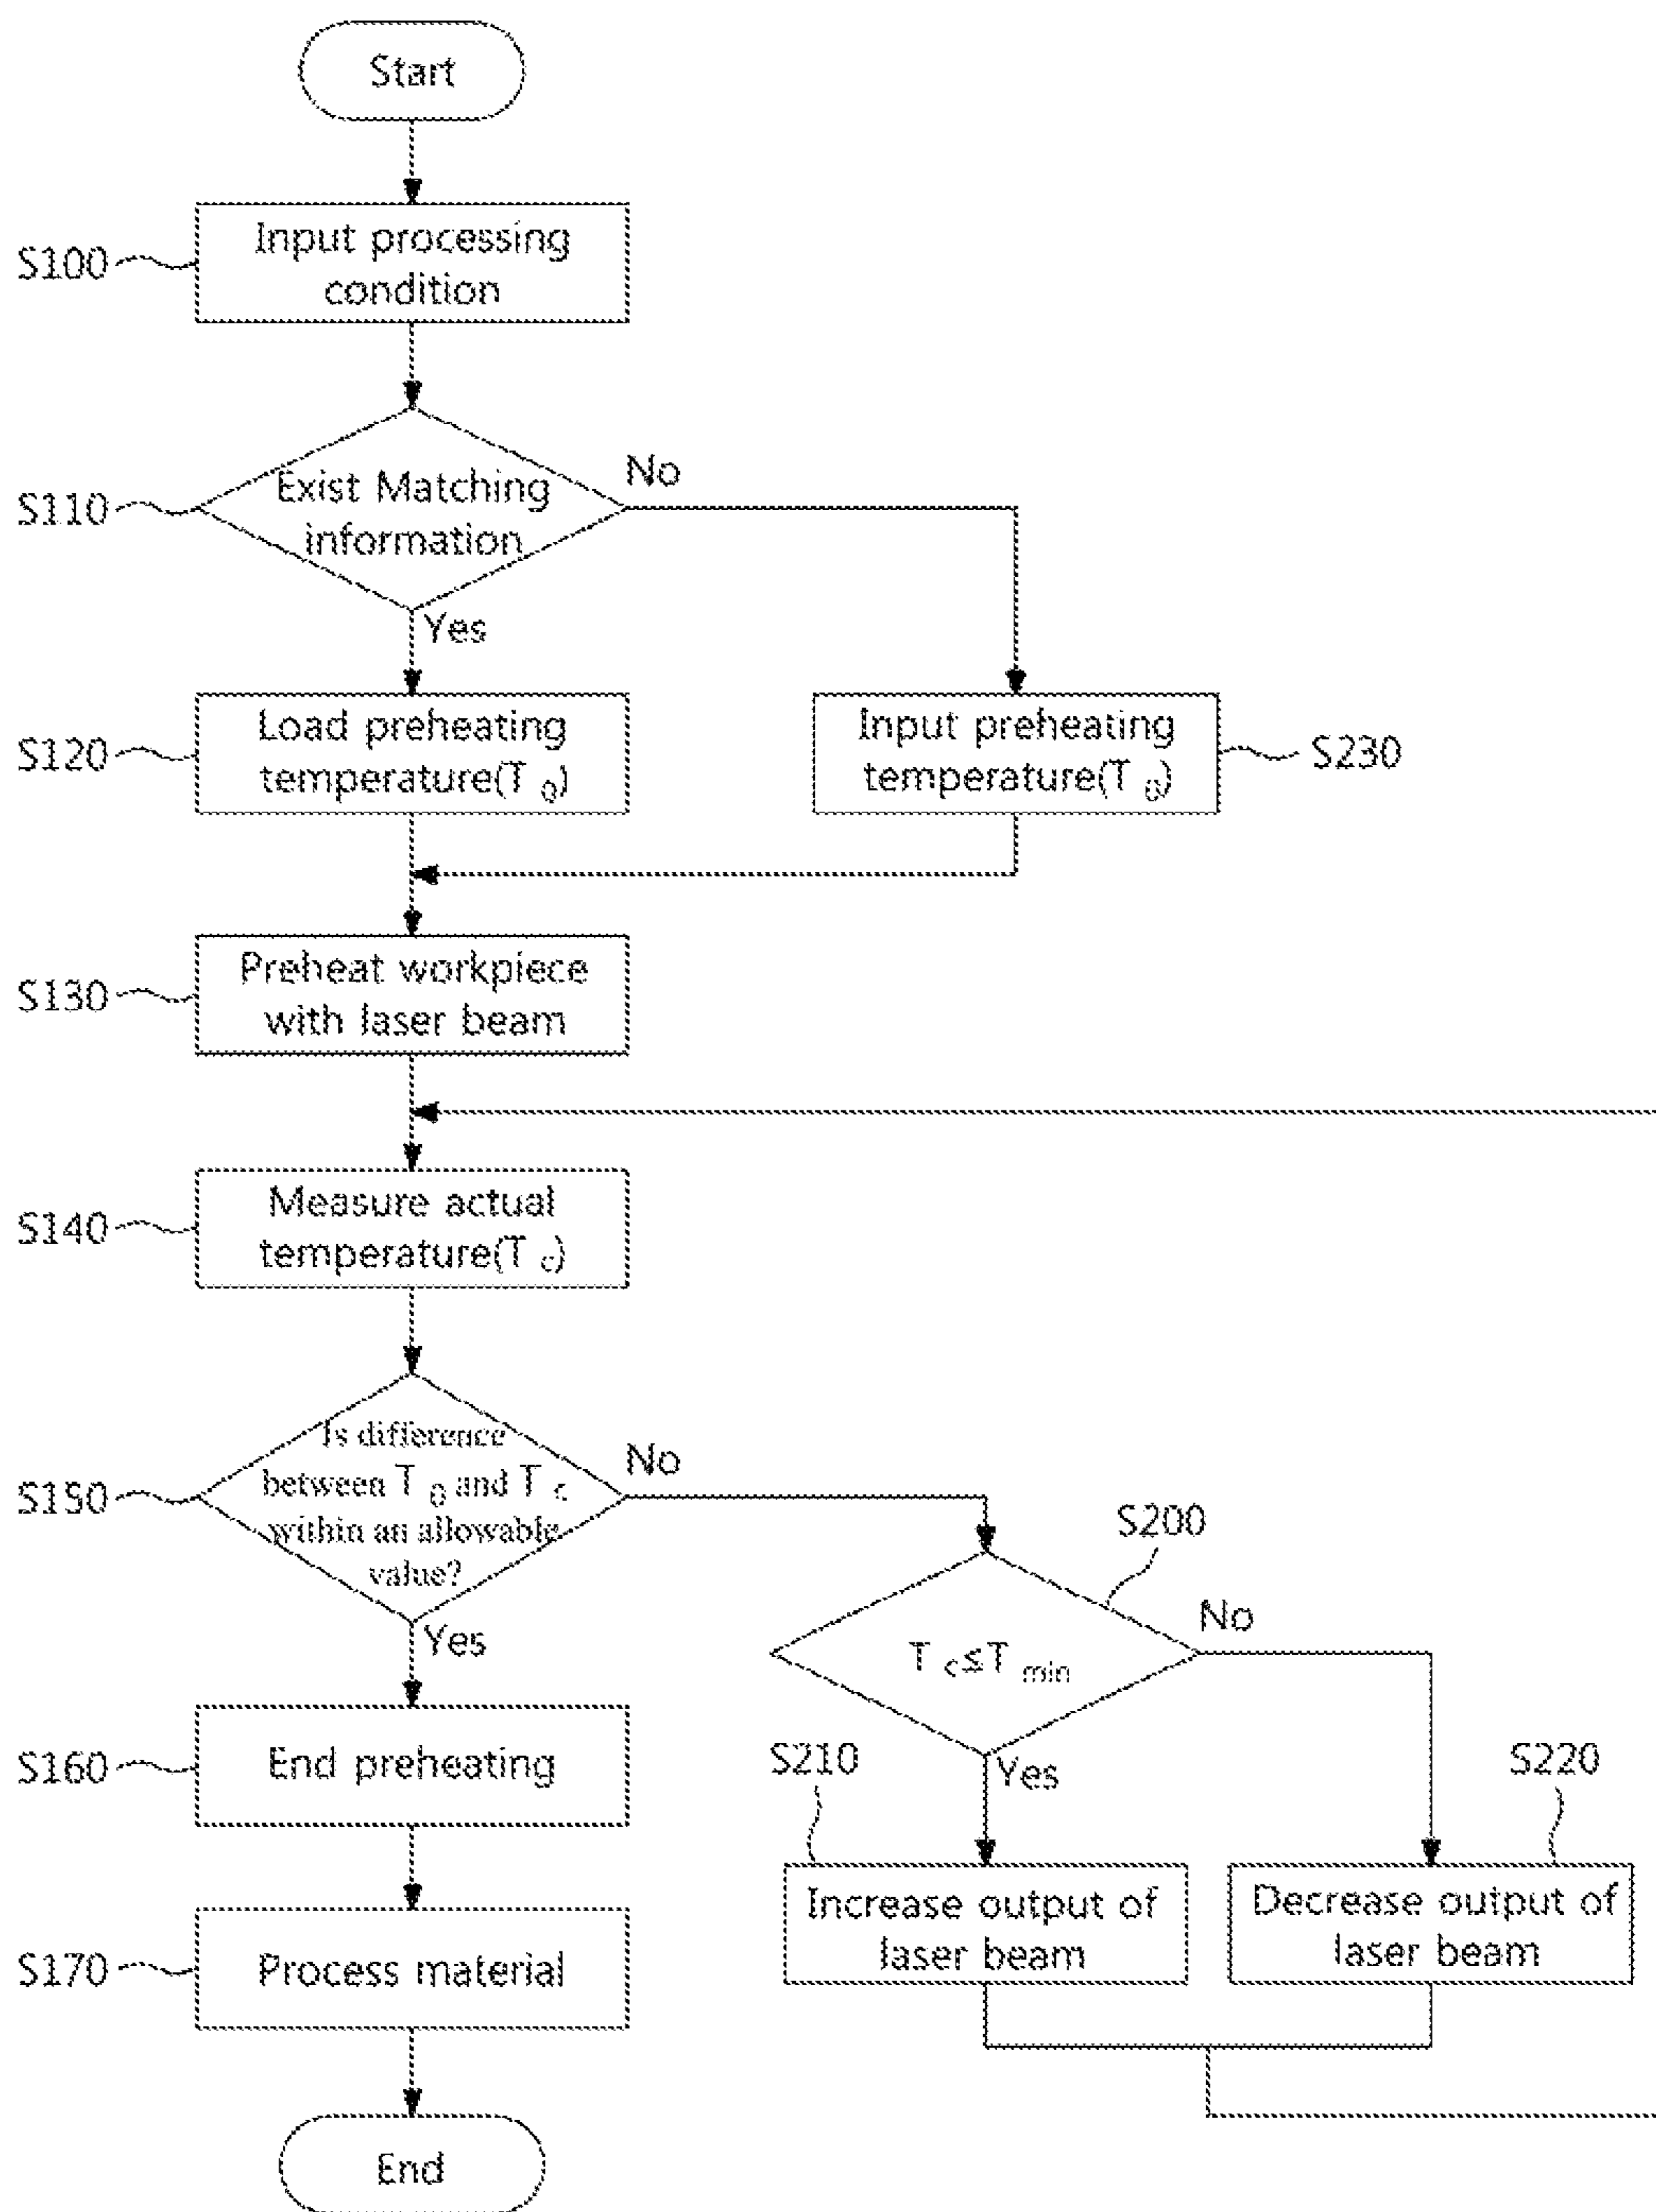 Start
S100
Input processing
condition
S110
Exist Matching
information
No
Yes
S120
Load preheating
temperature(T 0)
Input preheating
temperature(T 0)
S230
S130
Preheat workpiece
with laser beam
S140
Measure actual
temperature(T c)
S150
Is difference
between T 0 and T c
within an allowable
value?
No
Yes
S200
T c≤T min
No
Yes
S160
End preheating
S210
Increase output of
laser beam
S220
Decrease output of
laser beam
S170
Process material
End